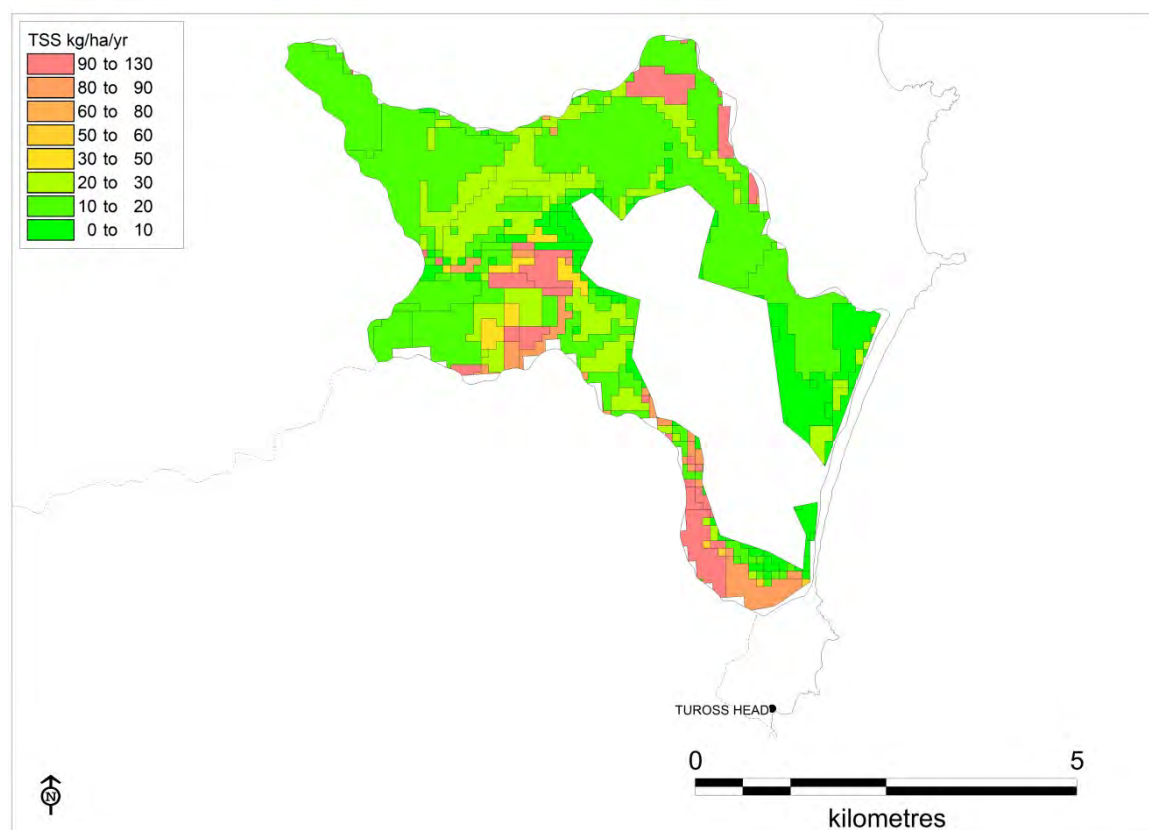 TSS kg/ha/yr
90 to 130
80 to 90
60 to 80
50 to 60
30 to 50
20 to 30
10 to 20
0 to 10
TUROSS HEAD
N
0 5
kilometres